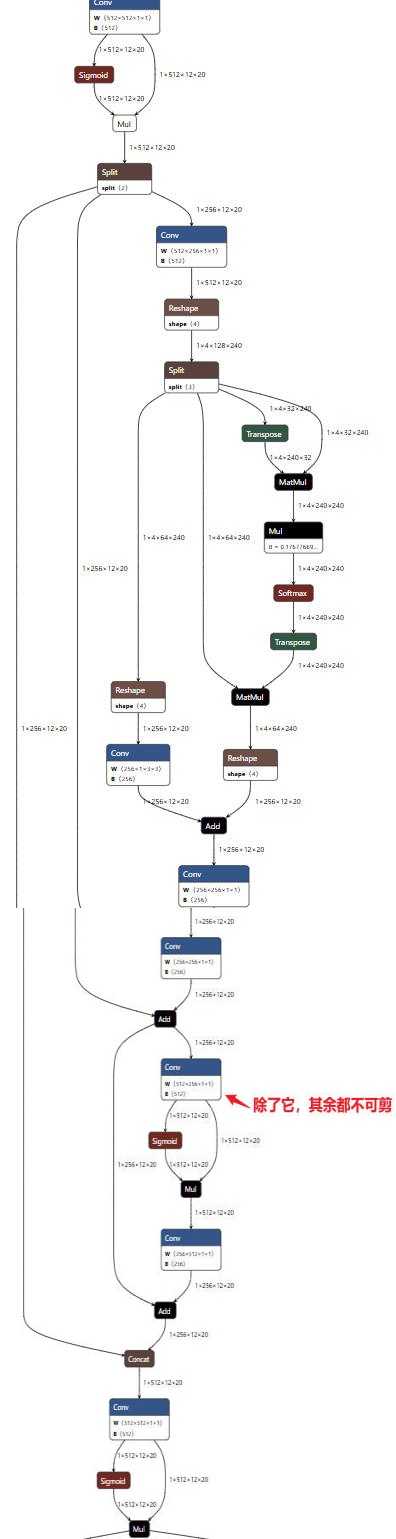 Conv
W ⟨512×512×1×1⟩
B ⟨512⟩
1×512×12×20
Sigmoid
1×512×12×20
1×512×12×20
Mul
1×512×12×20
Split
split ⟨2⟩
1×256×12×20
Conv
W ⟨512×256×1×1⟩
B ⟨512⟩
1×512×12×20
Reshape
shape ⟨4⟩
1×4×128×240
Split
split ⟨3⟩
1×4×32×240
Transpose
1×4×32×240
1×4×240×32
MatMul
1×4×240×240
Mul
B = 0.17677669...
1×4×64×240
1×4×64×240
1×4×240×240
1×256×12×20
Softmax
1×4×240×240
Transpose
1×4×240×240
Reshape
shape ⟨4⟩
MatMul
1×256×12×20
1×256×12×20
1×4×64×240
Conv
W ⟨256×1×3×3⟩
B ⟨256⟩
Reshape
shape ⟨4⟩
1×256×12×20
1×256×12×20
Add
1×256×12×20
Conv
W ⟨256×256×1×1⟩
B ⟨256⟩
1×256×12×20
Conv
W ⟨256×256×1×1⟩
B ⟨256⟩
1×256×12×20
Add
1×256×12×20
Conv
W ⟨512×256×1×1⟩
B ⟨512⟩
除了它，其余都不可剪
1×512×12×20
Sigmoid
1×512×12×20
1×256×12×20
1×512×12×20
Mul
1×512×12×20
Conv
W ⟨256×512×1×1⟩
B ⟨256⟩
1×256×12×20
Add
1×256×12×20
Concat
1×512×12×20
Conv
W ⟨512×512×1×1⟩
B ⟨512⟩
1×512×12×20
Sigmoid
1×512×12×20
1×512×12×20
Mul